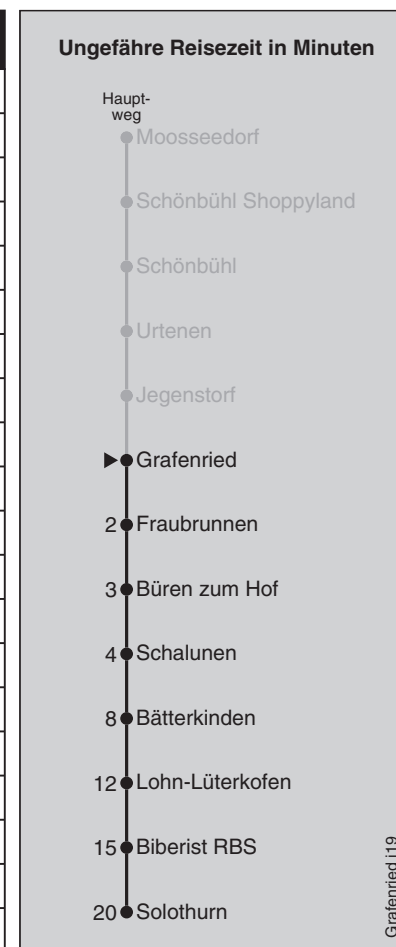 Ungefähre Reisezeit in Minuten
Haupt-
weg
Moosseedorf
Schönbühl Shoppyland
Schönbühl
Urtenen
Jegenstorf
Grafenried
2 Fraubrunnen
3 Büren zum Hof
4 Schalunen
8 Bätterkinden
12 Lohn-Lüterkofen
15 Biberist RBS
20 Solothurn
Grafenried j19